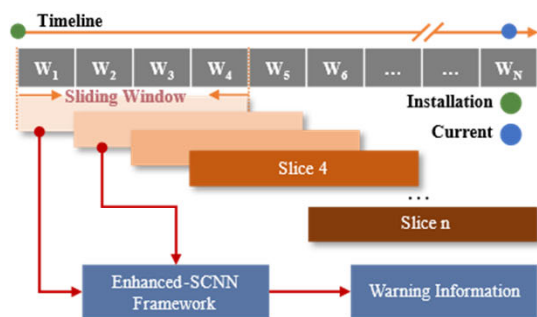 Timeline
W1 W2 W3 W4 W5 W6 ... ... WN
Sliding Window
Installation
Current
Slice 4
...
Slice n
Enhanced-SCNN
Framework
Warning Information